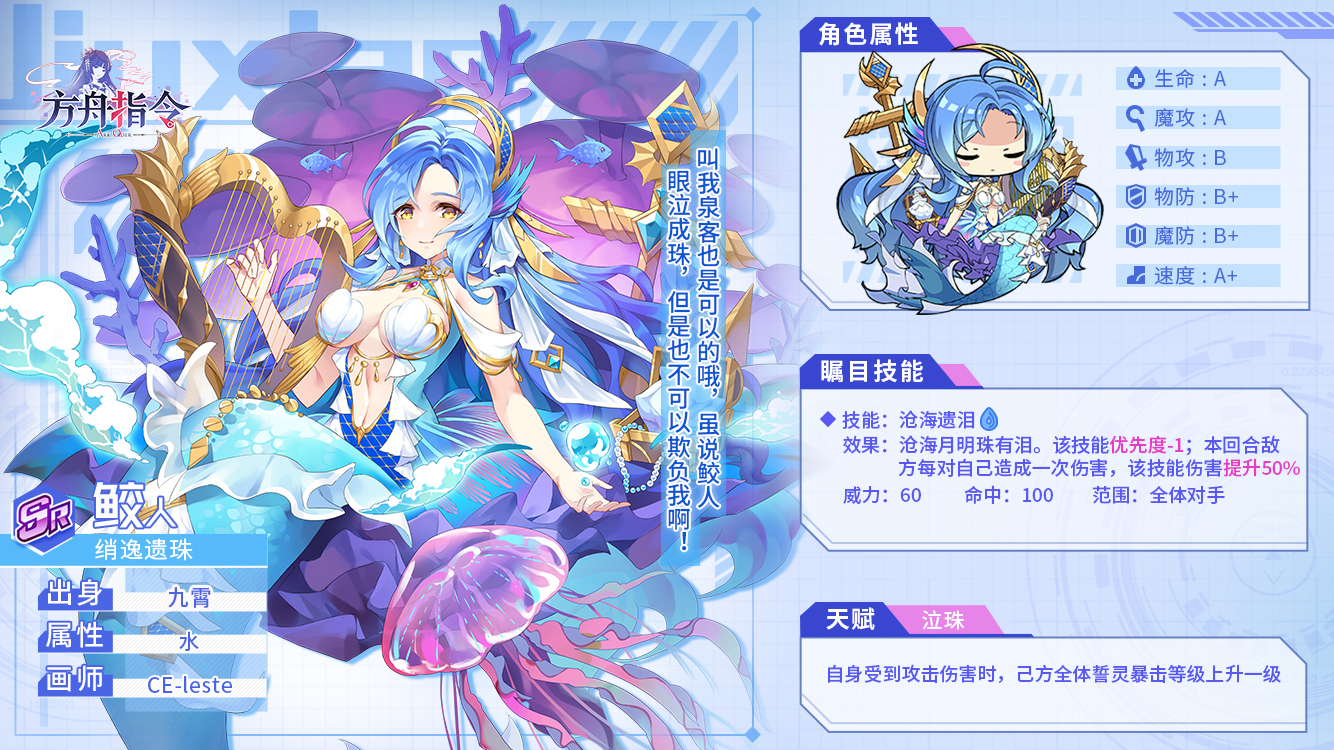 Jiuxiao
方舟指令
ARK ORDER
叫我泉客也是可以的哦，虽说鲛人
眼泣成珠，但是也不可以欺负我啊！
SR
鲛人
绡逸遗珠
出身
九霄
属性
水
画师
CE-leste
角色属性
生命：A
魔攻：A
物攻：B
物防：B+
魔防：B+
速度：A+
瞩目技能
技能：沧海遗泪
效果：沧海月明珠有泪。该技能优先度-1；本回合敌
方每对自己造成一次伤害，该技能伤害提升50%
威力：60 命中：100 范围：全体对手
天赋
泣珠
自身受到攻击伤害时，己方全体誓灵暴击等级上升一级